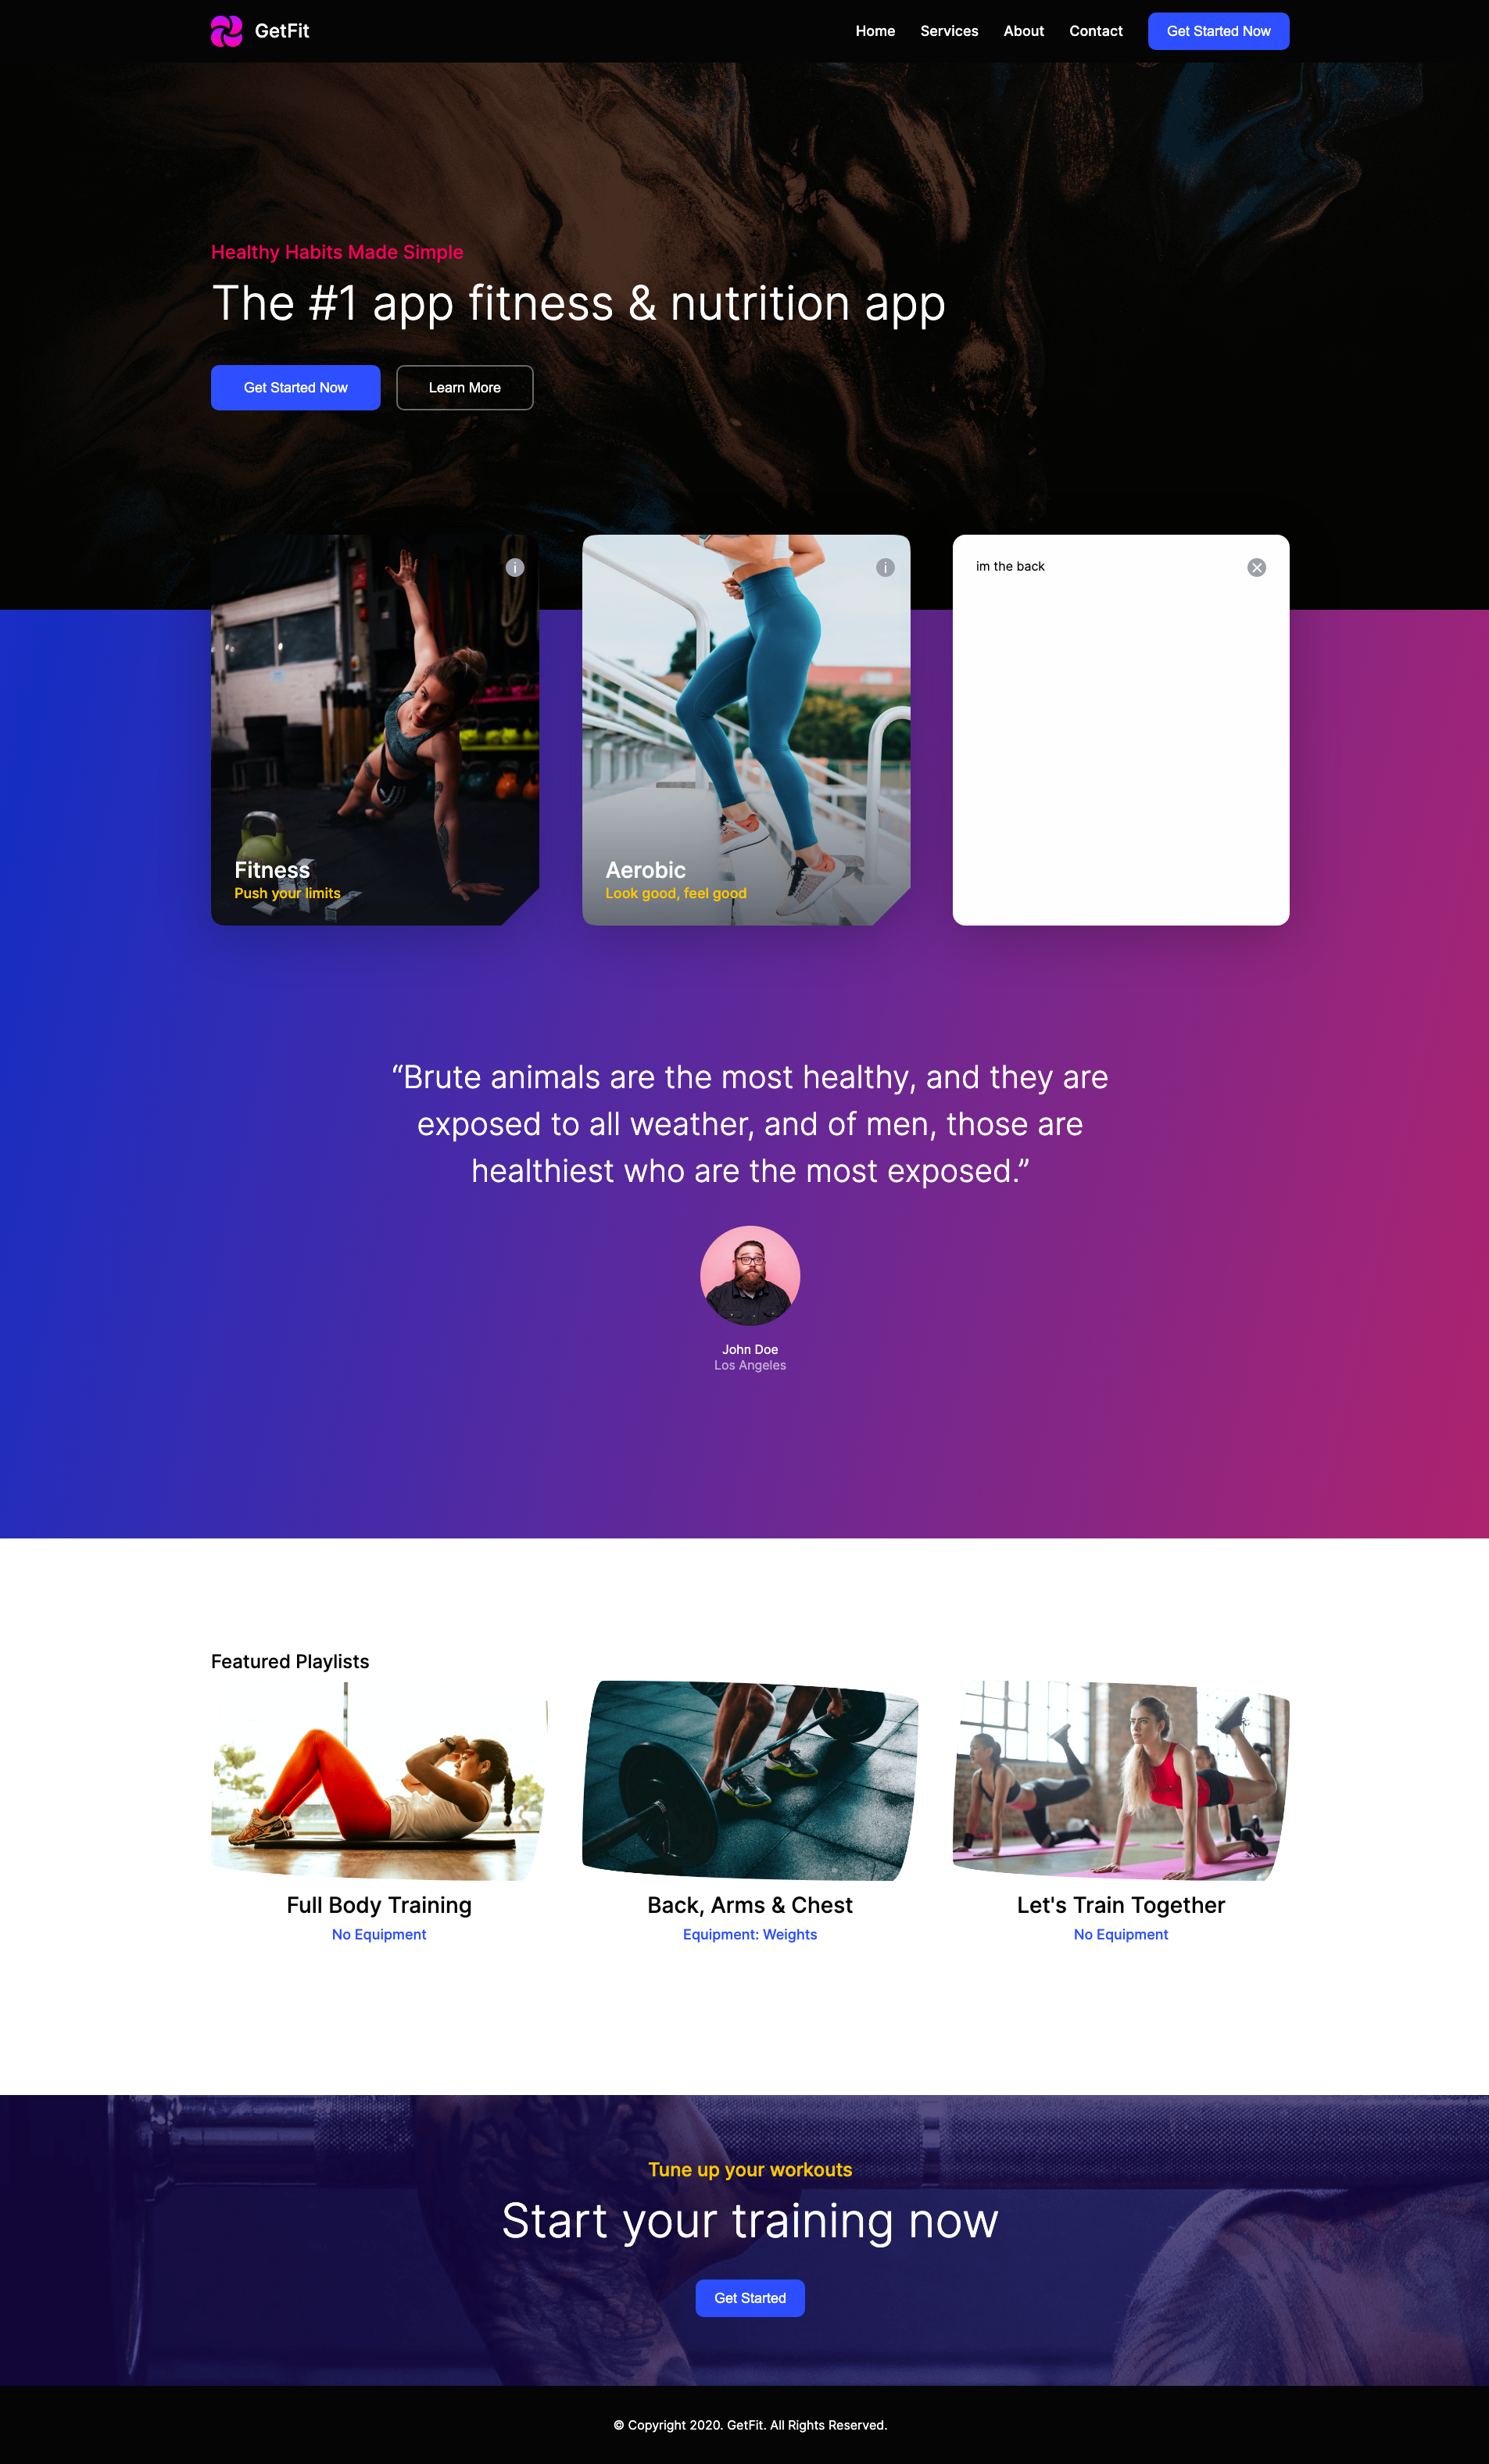 GetFit
Home
Services
About
Contact
Get Started Now
Healthy Habits Made Simple
The #1 app fitness & nutrition app
Get Started Now
Learn More
i
i
im the back
Fitness
Push your limits
Aerobic
Look good, feel good
“Brute animals are the most healthy, and they are
exposed to all weather, and of men, those are
healthiest who are the most exposed.”
John Doe
Los Angeles
Featured Playlists
Full Body Training
No Equipment
Back, Arms & Chest
Equipment: Weights
Let's Train Together
No Equipment
Tune up your workouts
Start your training now
Get Started
© Copyright 2020. GetFit. All Rights Reserved.